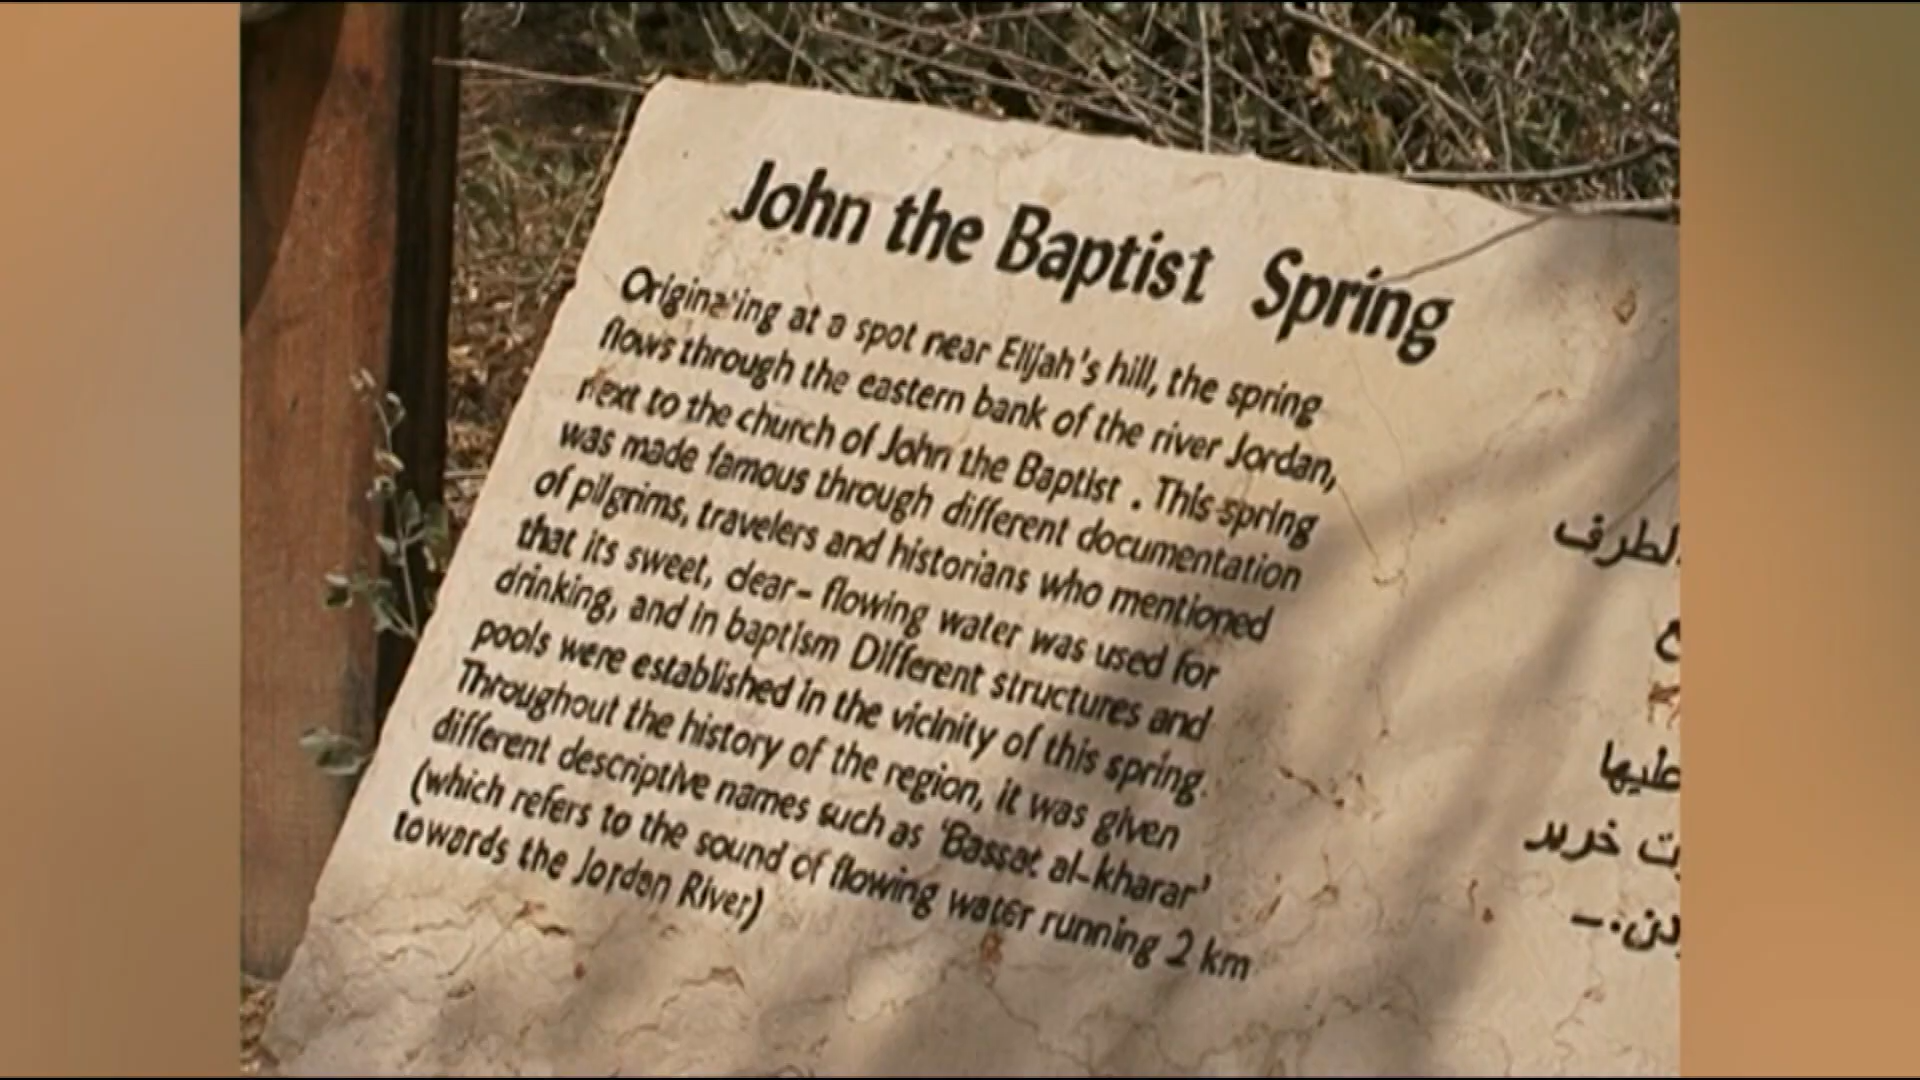 John the Baptist Spring
Originating at a spot near Elijah's hill, the spring
flows through the eastern bank of the river Jordan,
next to the church of John the Baptist . This spring
was made famous through different documentation
of pilgrims, travelers and historians who mentioned
that its sweet, clear- flowing water was used for
drinking, and in baptism Different structures and
pools were established in the vicinity of this spring.
Throughout the history of the region, it was given
different descriptive names such as 'Bassat al-kharar'
(which refers to the sound of flowing water running 2 km
towards the Jordan River)
الطرف
خرير